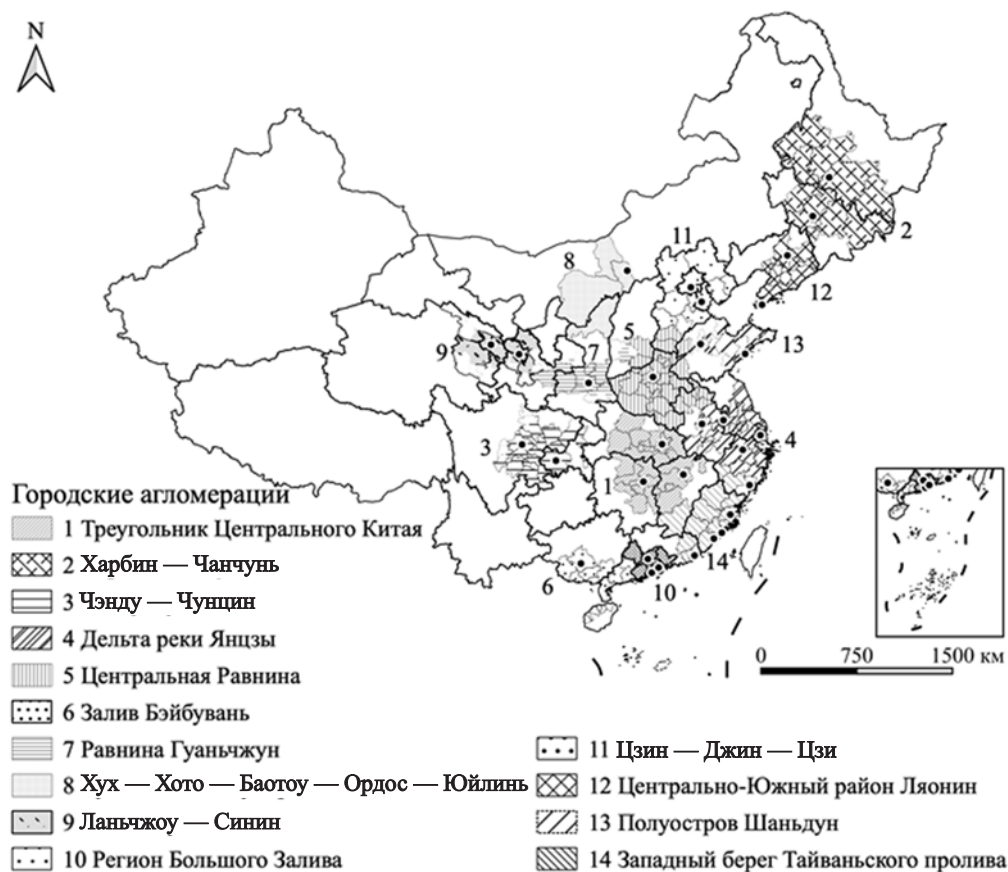 N
11
8
2
12
5
13
7
9
4
3
1
14
6
10
Городские агломерации
1 Треугольник Центрального Китая
2 Харбин — Чанчунь
3 Чэнду — Чунцин
4 Дельта реки Янцзы
5 Центральная Равнина
6 Залив Бэйбувань
7 Равнина Гуаньчжун
8 Хух — Хото — Баотоу — Ордос — Юйлинь
9 Ланьчжоу — Синин
10 Регион Большого Залива
0 750 1500 км
11 Цзин — Джин — Цзи
12 Центрально-Южный район Ляонин
13 Полуостров Шаньдун
14 Западный берег Тайваньского пролива